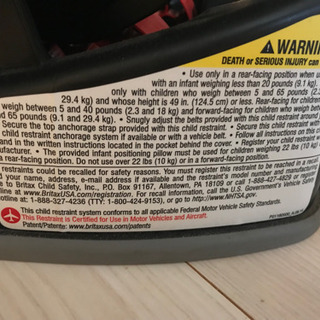 WARNING
DEATH or SERIOUS INJURY can
• Use only in a rear-facing position when
with an infant weighing less than 20 pounds (9.1 kg).
only with children who weigh between 5 and 65 pounds (2.3
29.4 kg) and whose height is 49 in. (124.5 cm) or less. Rear-facing for children
weigh between 5 and 40 pounds (2.3 and 18 kg) and forward-facing for children who weigh between
and 65 pounds (9.1 and 29.4 kg). • Snugly adjust the belts provided with this child restraint around
Secure the top anchorage strap provided with this child restraint. • Secure this child restraint with
child restraint anchorage system if available or with a vehicle belt. • Follow all instructions on this
and in the written instructions located in the pocket behind the cover. • Register your child restraint
manufacturer. • The provided infant positioning pillow must be used for children weighing 22 lbs (10 kg)
a rear-facing position. Do not use over 22 lbs (10 kg) or in a forward-facing position.
restraints could be recalled for safety reasons. You must register this restraint to be reached in a recall.
your name, address, e-mail address if available and the restraint's model number and manufacturing
to Britax Child Safety, Inc., P.O. Box 91167, Allentown, PA 18109 or call 1-888-427-4829 or
line at www.BritaxUSA.com/registration. For recall information, call the U.S. Government's Vehicle Safety
Hotline at: 1-888-327-4236 (TTY: 1-800-424-9153), or go to http://www.NHTSA.gov.
This child restraint system conforms to all applicable Federal Motor Vehicle Safety Standards.
This Restraint is Certified for Use in Motor Vehicles and Aircraft.
Patent/Patente: www.britaxusa.com/patents